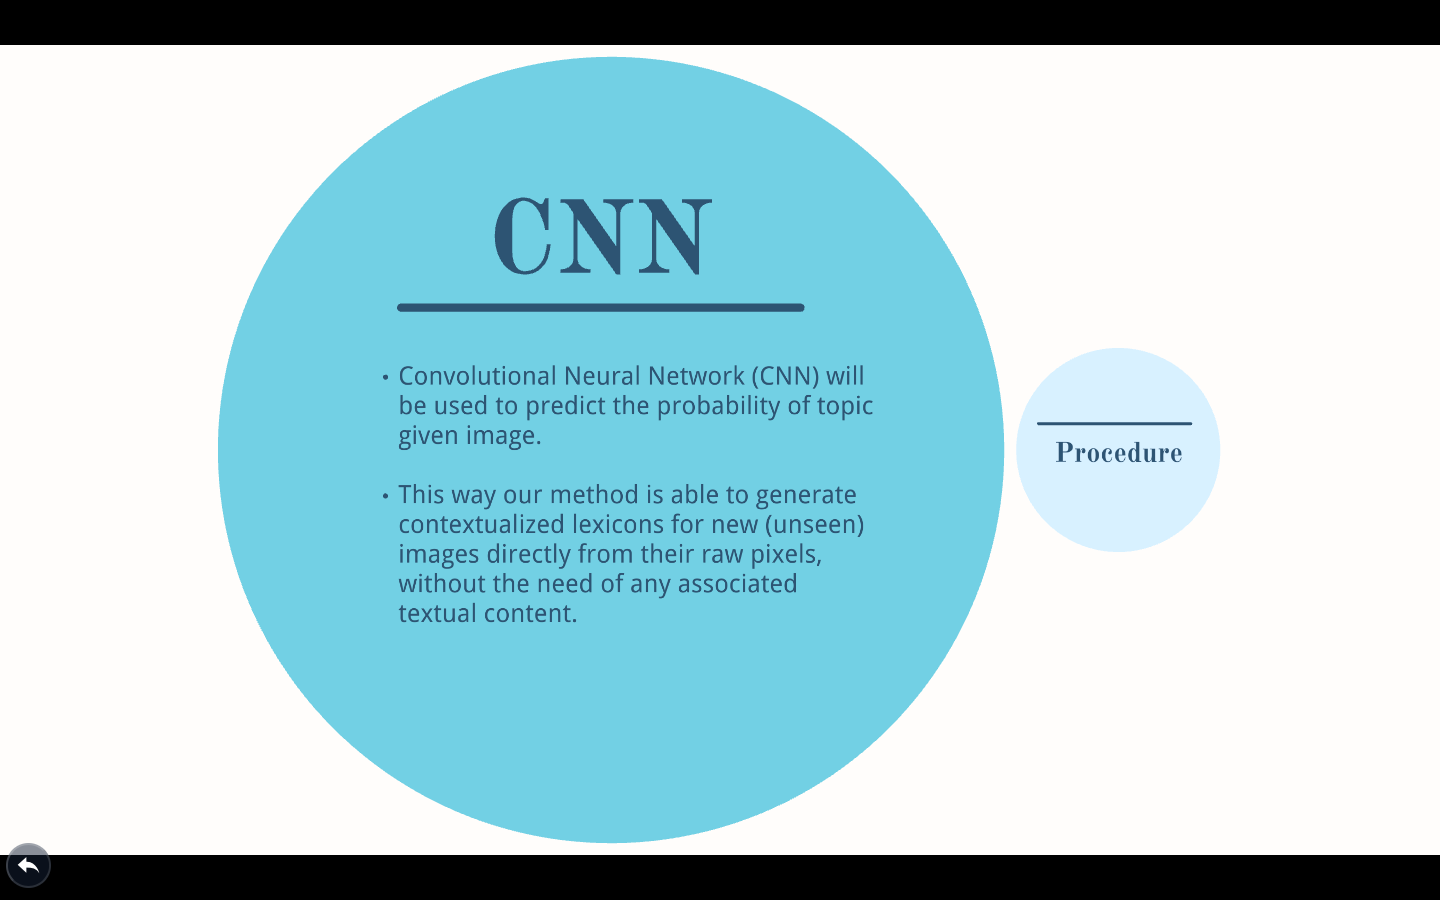 CNN
• Convolutional Neural Network (CNN) will
be used to predict the probability of topic
given image.
• This way our method is able to generate
contextualized lexicons for new (unseen)
images directly from their raw pixels,
without the need of any associated
textual content.
Procedure